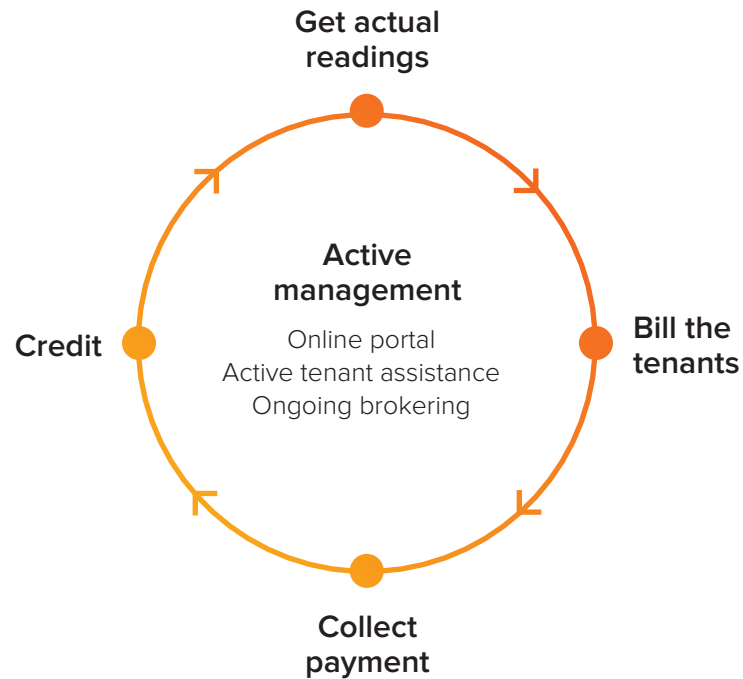 Get actual
readings
Active
management
Online portal
Active tenant assistance
Ongoing brokering
Credit
Bill the
tenants
Collect
payment